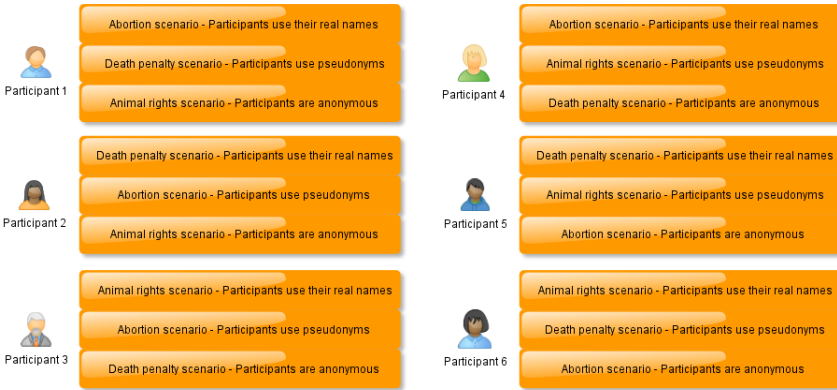 Abortion scenario - Participants use their real names
Death penalty scenario - Participants use pseudonyms
Animal rights scenario - Participants are anonymous
Participant 1
Abortion scenario - Participants use their real names
Animal rights scenario - Participants use pseudonyms
Death penalty scenario - Participants are anonymous
Participant 4
Death penalty scenario - Participants use their real names
Abortion scenario - Participants use pseudonyms
Animal rights scenario - Participants are anonymous
Participant 2
Death penalty scenario - Participants use their real names
Animal rights scenario - Participants use pseudonyms
Abortion scenario - Participants are anonymous
Participant 5
Animal rights scenario - Participants use their real names
Abortion scenario - Participants use pseudonyms
Death penalty scenario - Participants are anonymous
Participant 3
Animal rights scenario - Participants use their real names
Death penalty scenario - Participants use pseudonyms
Abortion scenario - Participants are anonymous
Participant 6